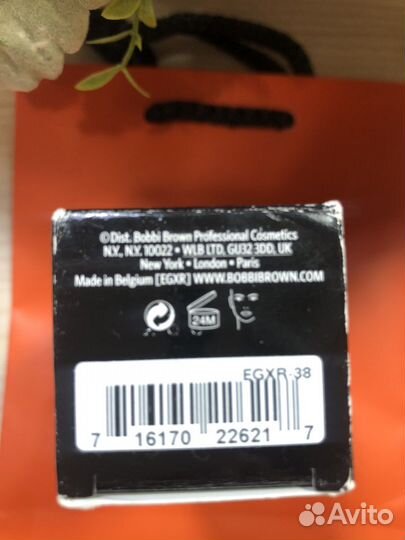 ©Dist. Bobbi Brown Professional Cosmetics
N.Y., N.Y. 10022 • WLB LTD, GU32 3DD, UK
New York • London • Paris
Made in Belgium [EGXR] WWW.BOBBIBROWN.COM
24M
EGXR-38
7 16170 22621 7
Avito